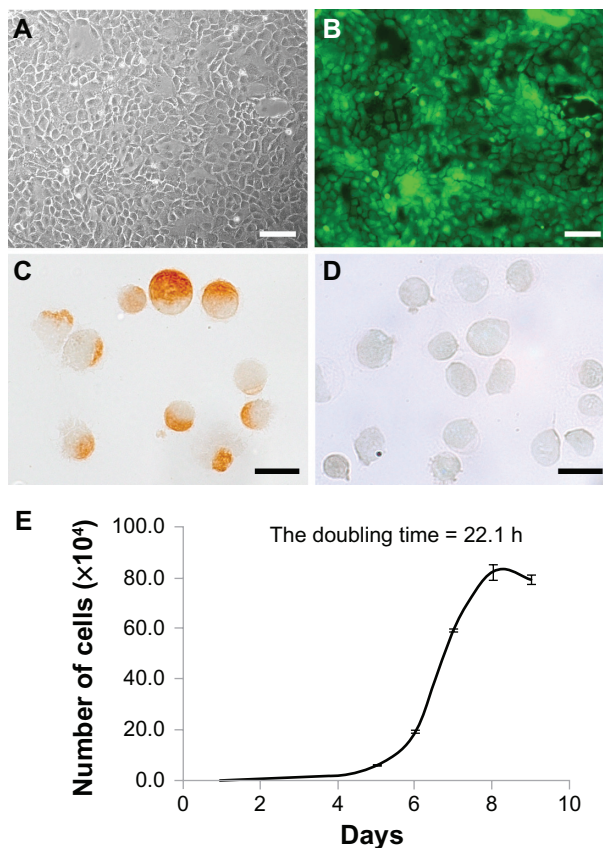 A
B
C
D
E
The doubling time = 22.1 h
Number of cells (×10⁴)
100.0
80.0
60.0
40.0
20.0
0.0
0 2 4 6 8 10
Days